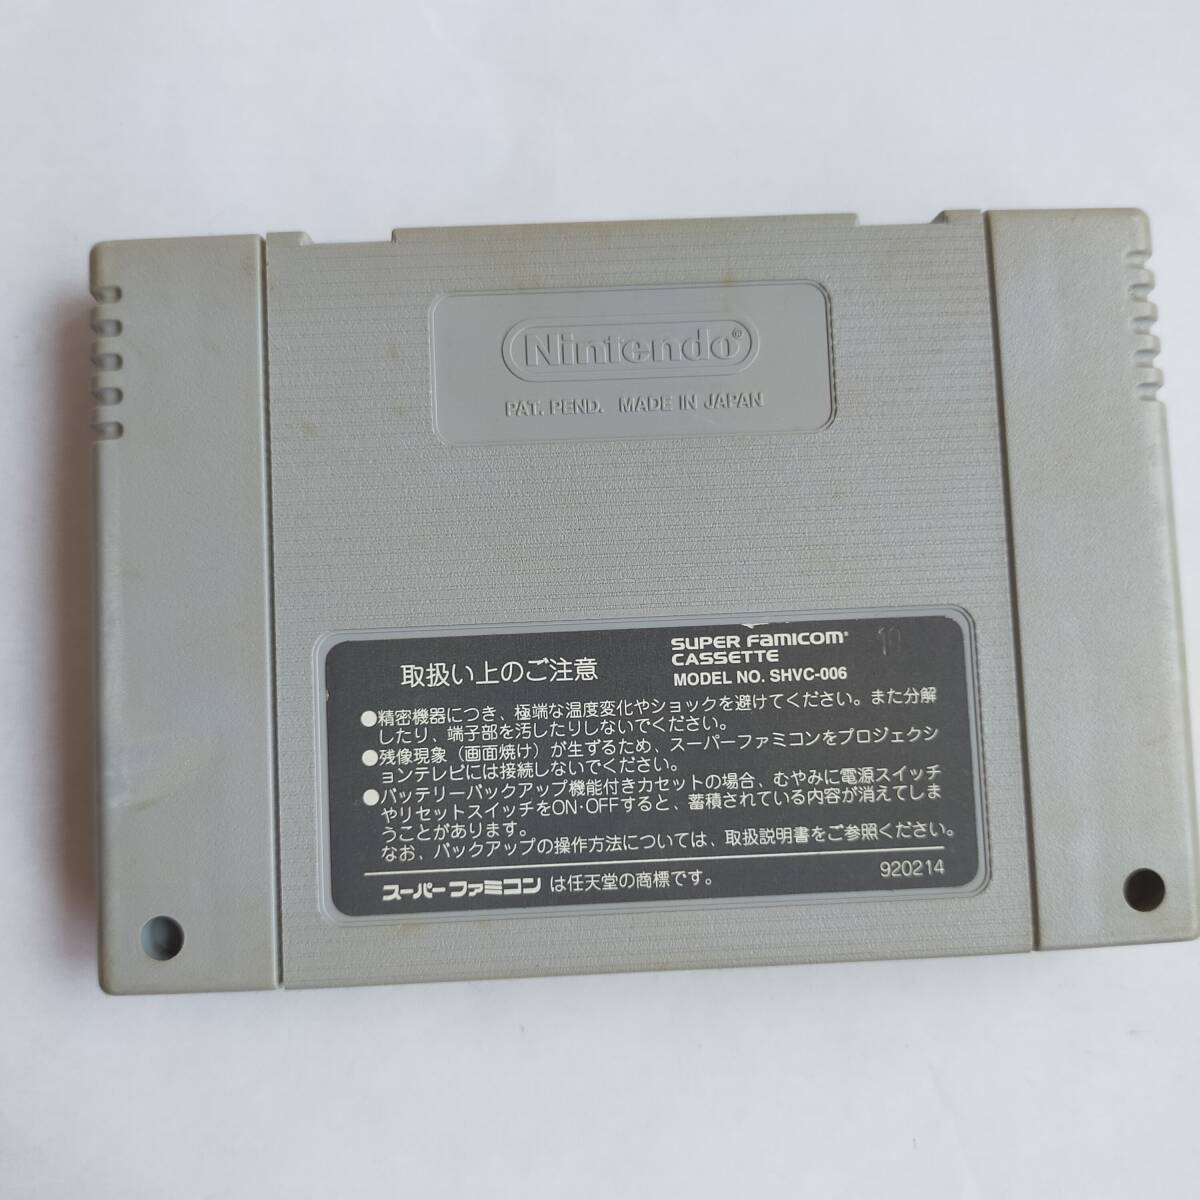 Nintendo®
PAT. PEND. MADE IN JAPAN
取扱い上のご注意
SUPER Famicom®
CASSETTE
MODEL NO. SHVC-006
10
●精密機器につき、極端な温度変化やショックを避けてください。また分解
したり、端子部を汚したりしないでください。
●残像現象(画面焼け)が生ずるため、スーパーファミコンをプロジェクシ
ョンテレビには接続しないでください。
●バッテリーバックアップ機能付きカセットの場合、むやみに電源スイッチ
やリセットスイッチをON・OFFすると、蓄積されている内容が消えてしま
うことがあります。
なお、バックアップの操作方法については、取扱説明書をご参照ください。
スーパーファミコンは任天堂の商標です。
920214